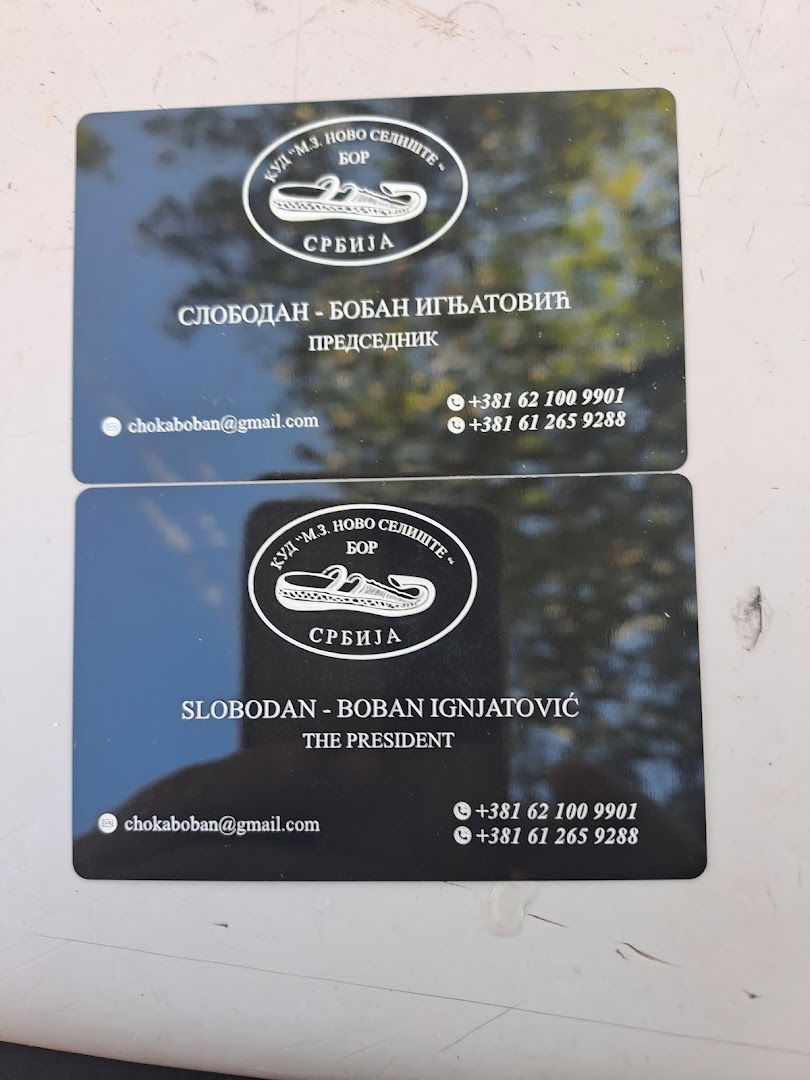 КУД "М.З. НОВО СЕЛИШТЕ "
БОР
СРБИЈА
СЛОБОДАН - БОБАН ИГЊАТОВИЋ
ПРЕДСЕДНИК
chokaboban@gmail.com
+381 62 100 9901
+381 61 265 9288
КУД "М.З. НОВО СЕЛИШТЕ "
БОР
СРБИЈА
SLOBODAN - BOBAN IGNJATOVIĆ
THE PRESIDENT
chokaboban@gmail.com
+381 62 100 9901
+381 61 265 9288